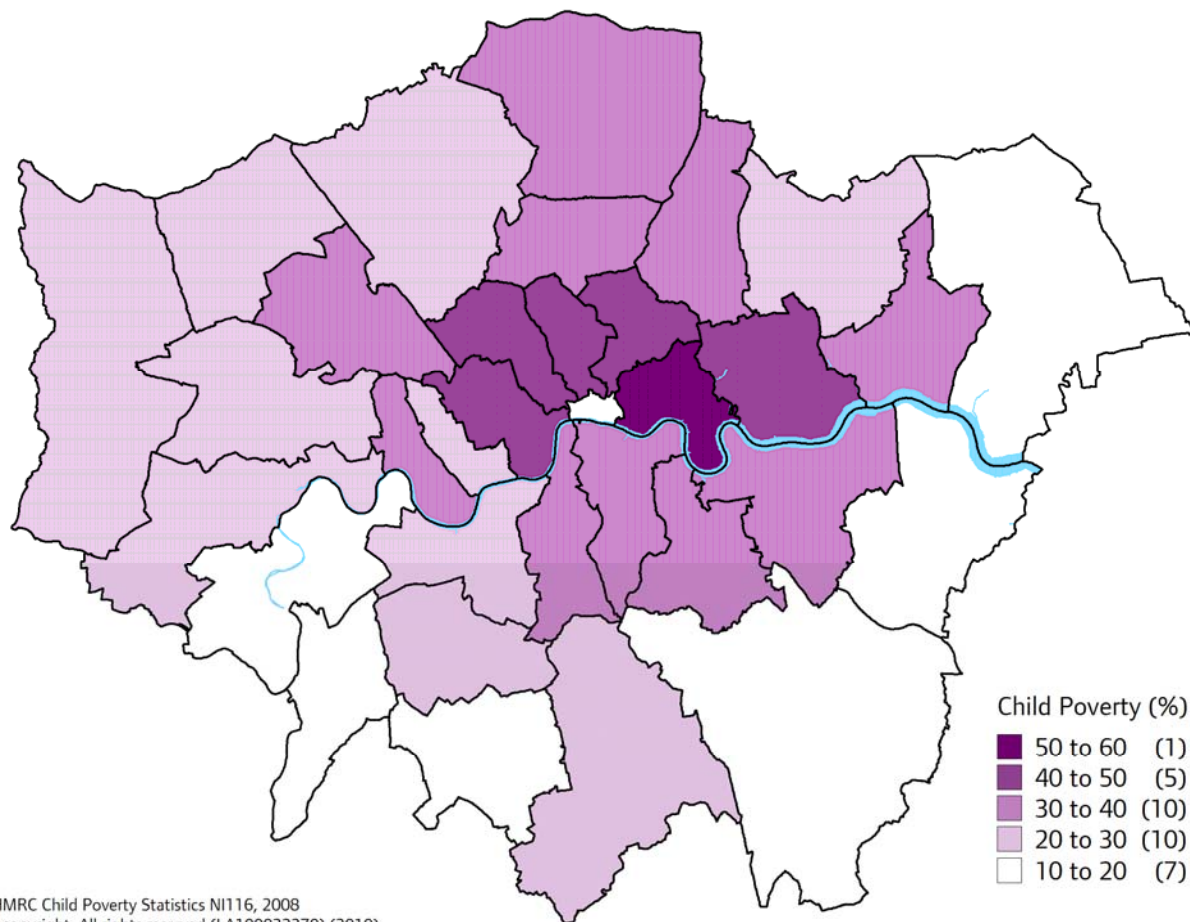 Child Poverty (%)
50 to 60 (1)
40 to 50 (5)
30 to 40 (10)
20 to 30 (10)
10 to 20 (7)
HMRC Child Poverty Statistics NI116, 2008